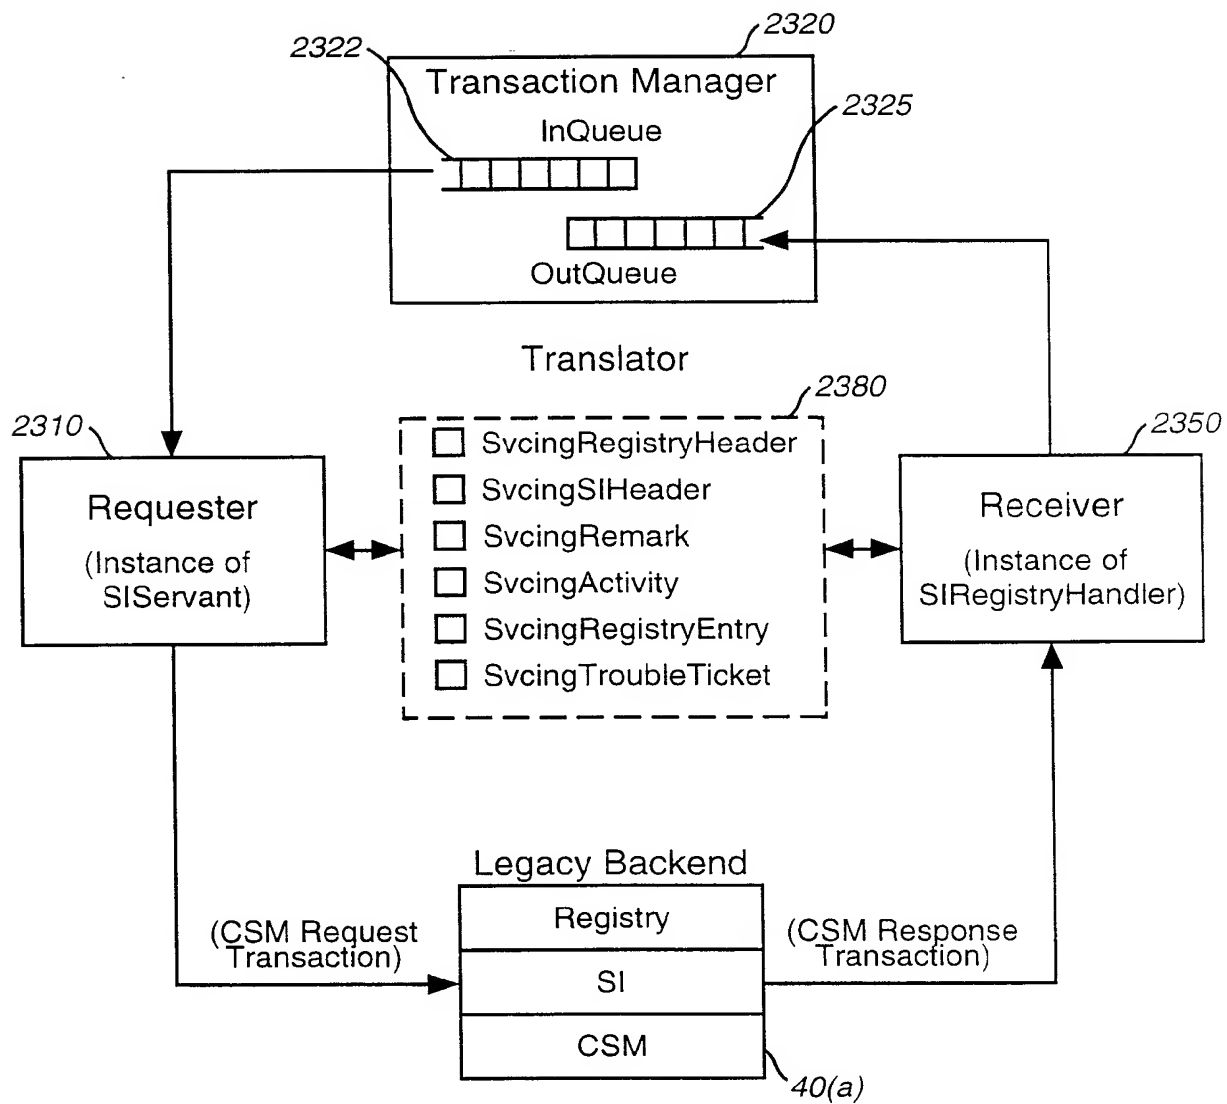 2320
2322
Transaction Manager
2325
InQueue
OutQueue
Translator
2380
2310
2350
SvcingRegistryHeader
SvcingSIHeader
SvcingRemark
SvcingActivity
SvcingRegistryEntry
SvcingTroubleTicket
Requester
(Instance of
SIServant)
Receiver
(Instance of
SIRegistryHandler)
Legacy Backend
Registry
SI
CSM
(CSM Request
Transaction)
(CSM Response
Transaction)
40(a)